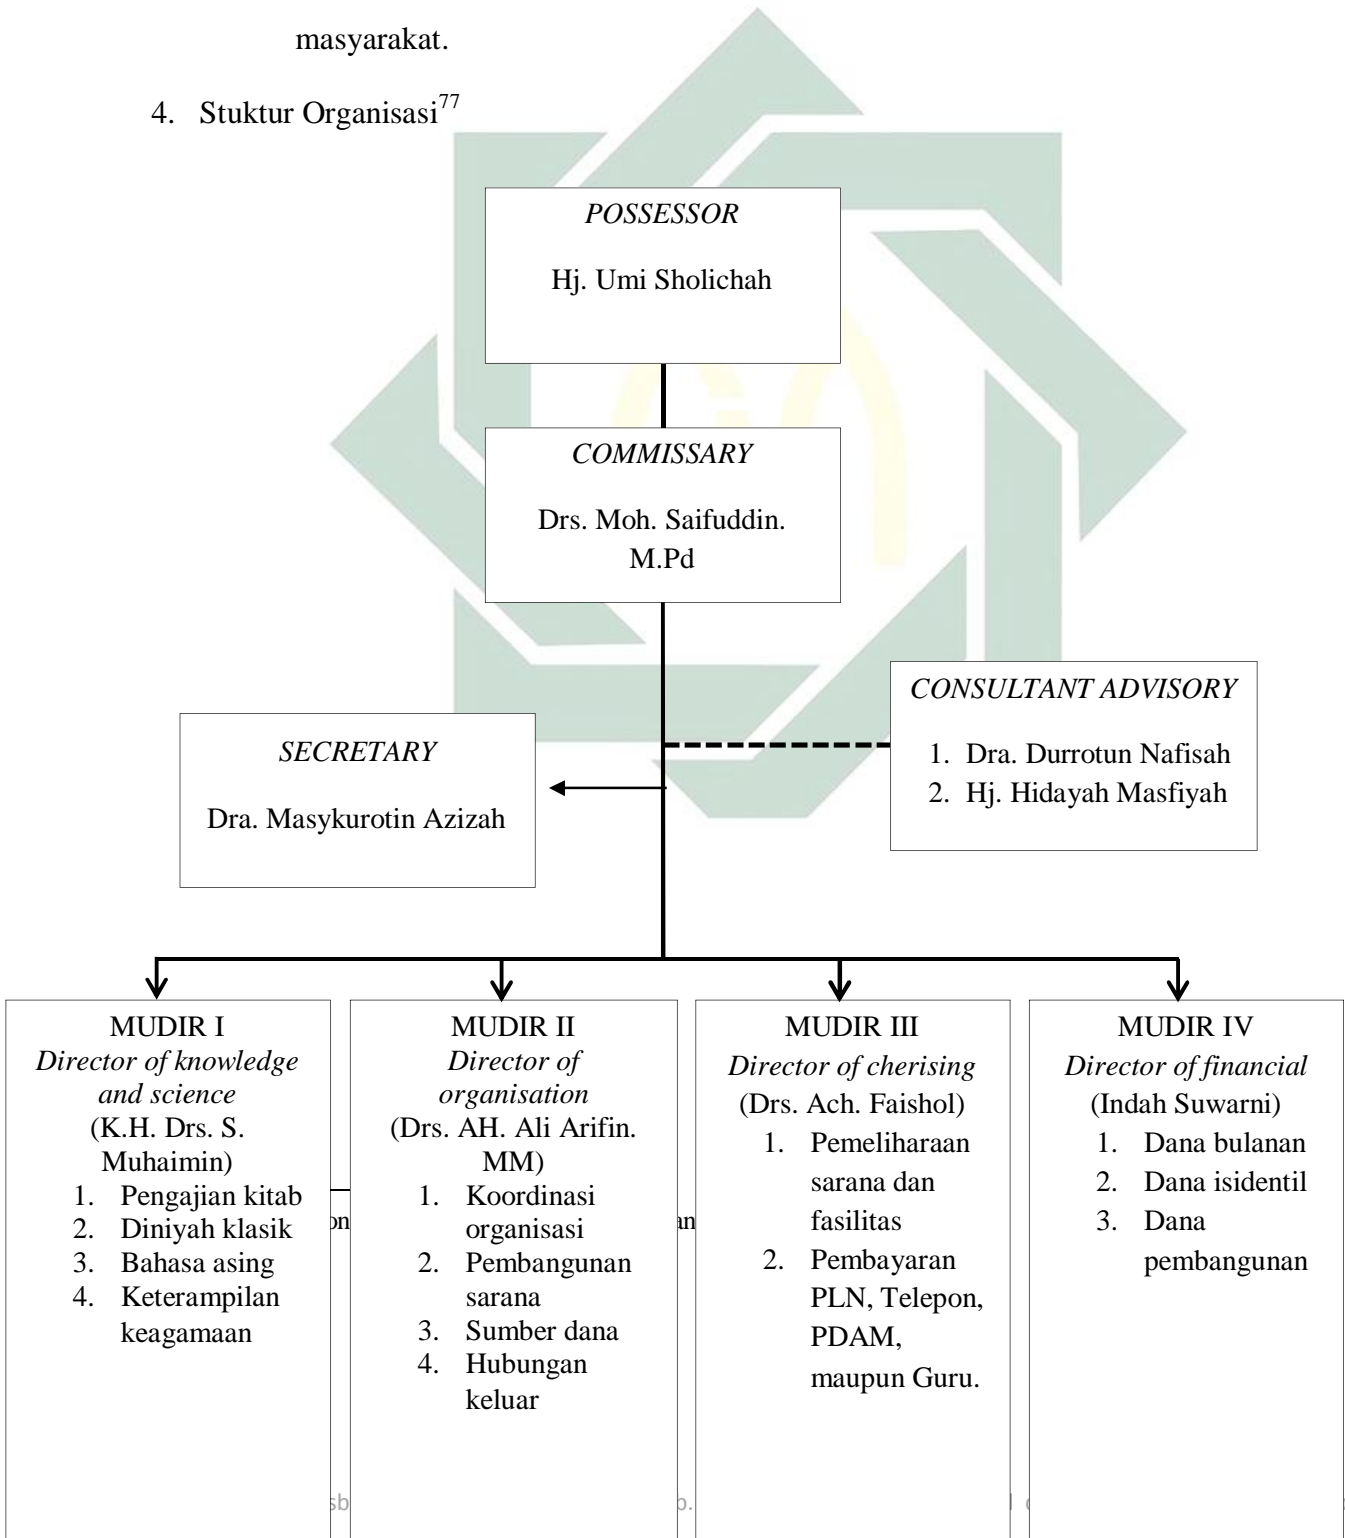 masyarakat.
4. Stuktur Organisasi77
POSSESSOR
Hj. Umi Sholichah
COMMISSARY
Drs. Moh. Saifuddin.
M.Pd
CONSULTANT ADVISORY
1. Dra. Durrotun Nafisah
2. Hj. Hidayah Masfiyah
SECRETARY
Dra. Masykurotin Azizah
MUDIR I
Director of knowledge
and science
(K.H. Drs. S.
Muhaimin)
1. Pengajian kitab
2. Diniyah klasik
3. Bahasa asing
4. Keterampilan
keagamaan
MUDIR II
Director of
organisation
(Drs. AH. Ali Arifin.
MM)
1. Koordinasi
organisasi
2. Pembangunan
sarana
3. Sumber dana
4. Hubungan
keluar
MUDIR III
Director of cherising
(Drs. Ach. Faishol)
1. Pemeliharaan
sarana dan
fasilitas
2. Pembayaran
PLN, Telepon,
PDAM,
maupun Guru.
MUDIR IV
Director of financial
(Indah Suwarni)
1. Dana bulanan
2. Dana isidentil
3. Dana
pembangunan